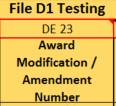 File D1 Testing
DE 23
Award
Modification /
Amendment
Number